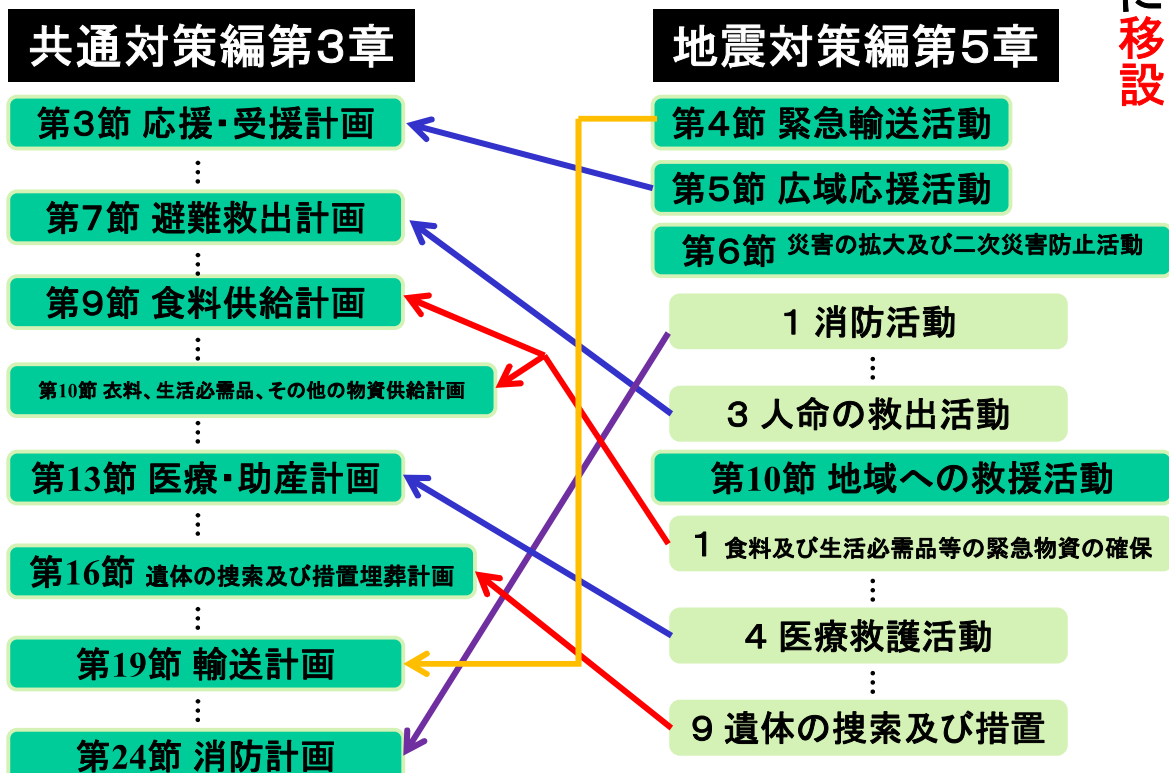 に移設
共通対策編第3章
第3節 応援・受援計画
⋮
第7節 避難救出計画
⋮
第9節 食料供給計画
⋮
第10節 衣料、生活必需品、その他の物資供給計画
⋮
第13節 医療・助産計画
⋮
第16節 遺体の捜索及び措置埋葬計画
⋮
第19節 輸送計画
⋮
第24節 消防計画
地震対策編第5章
第4節 緊急輸送活動
第5節 広域応援活動
第6節 災害の拡大及び二次災害防止活動
1 消防活動
⋮
3 人命の救出活動
第10節 地域への救援活動
1 食料及び生活必需品等の緊急物資の確保
⋮
4 医療救護活動
⋮
9 遺体の捜索及び措置